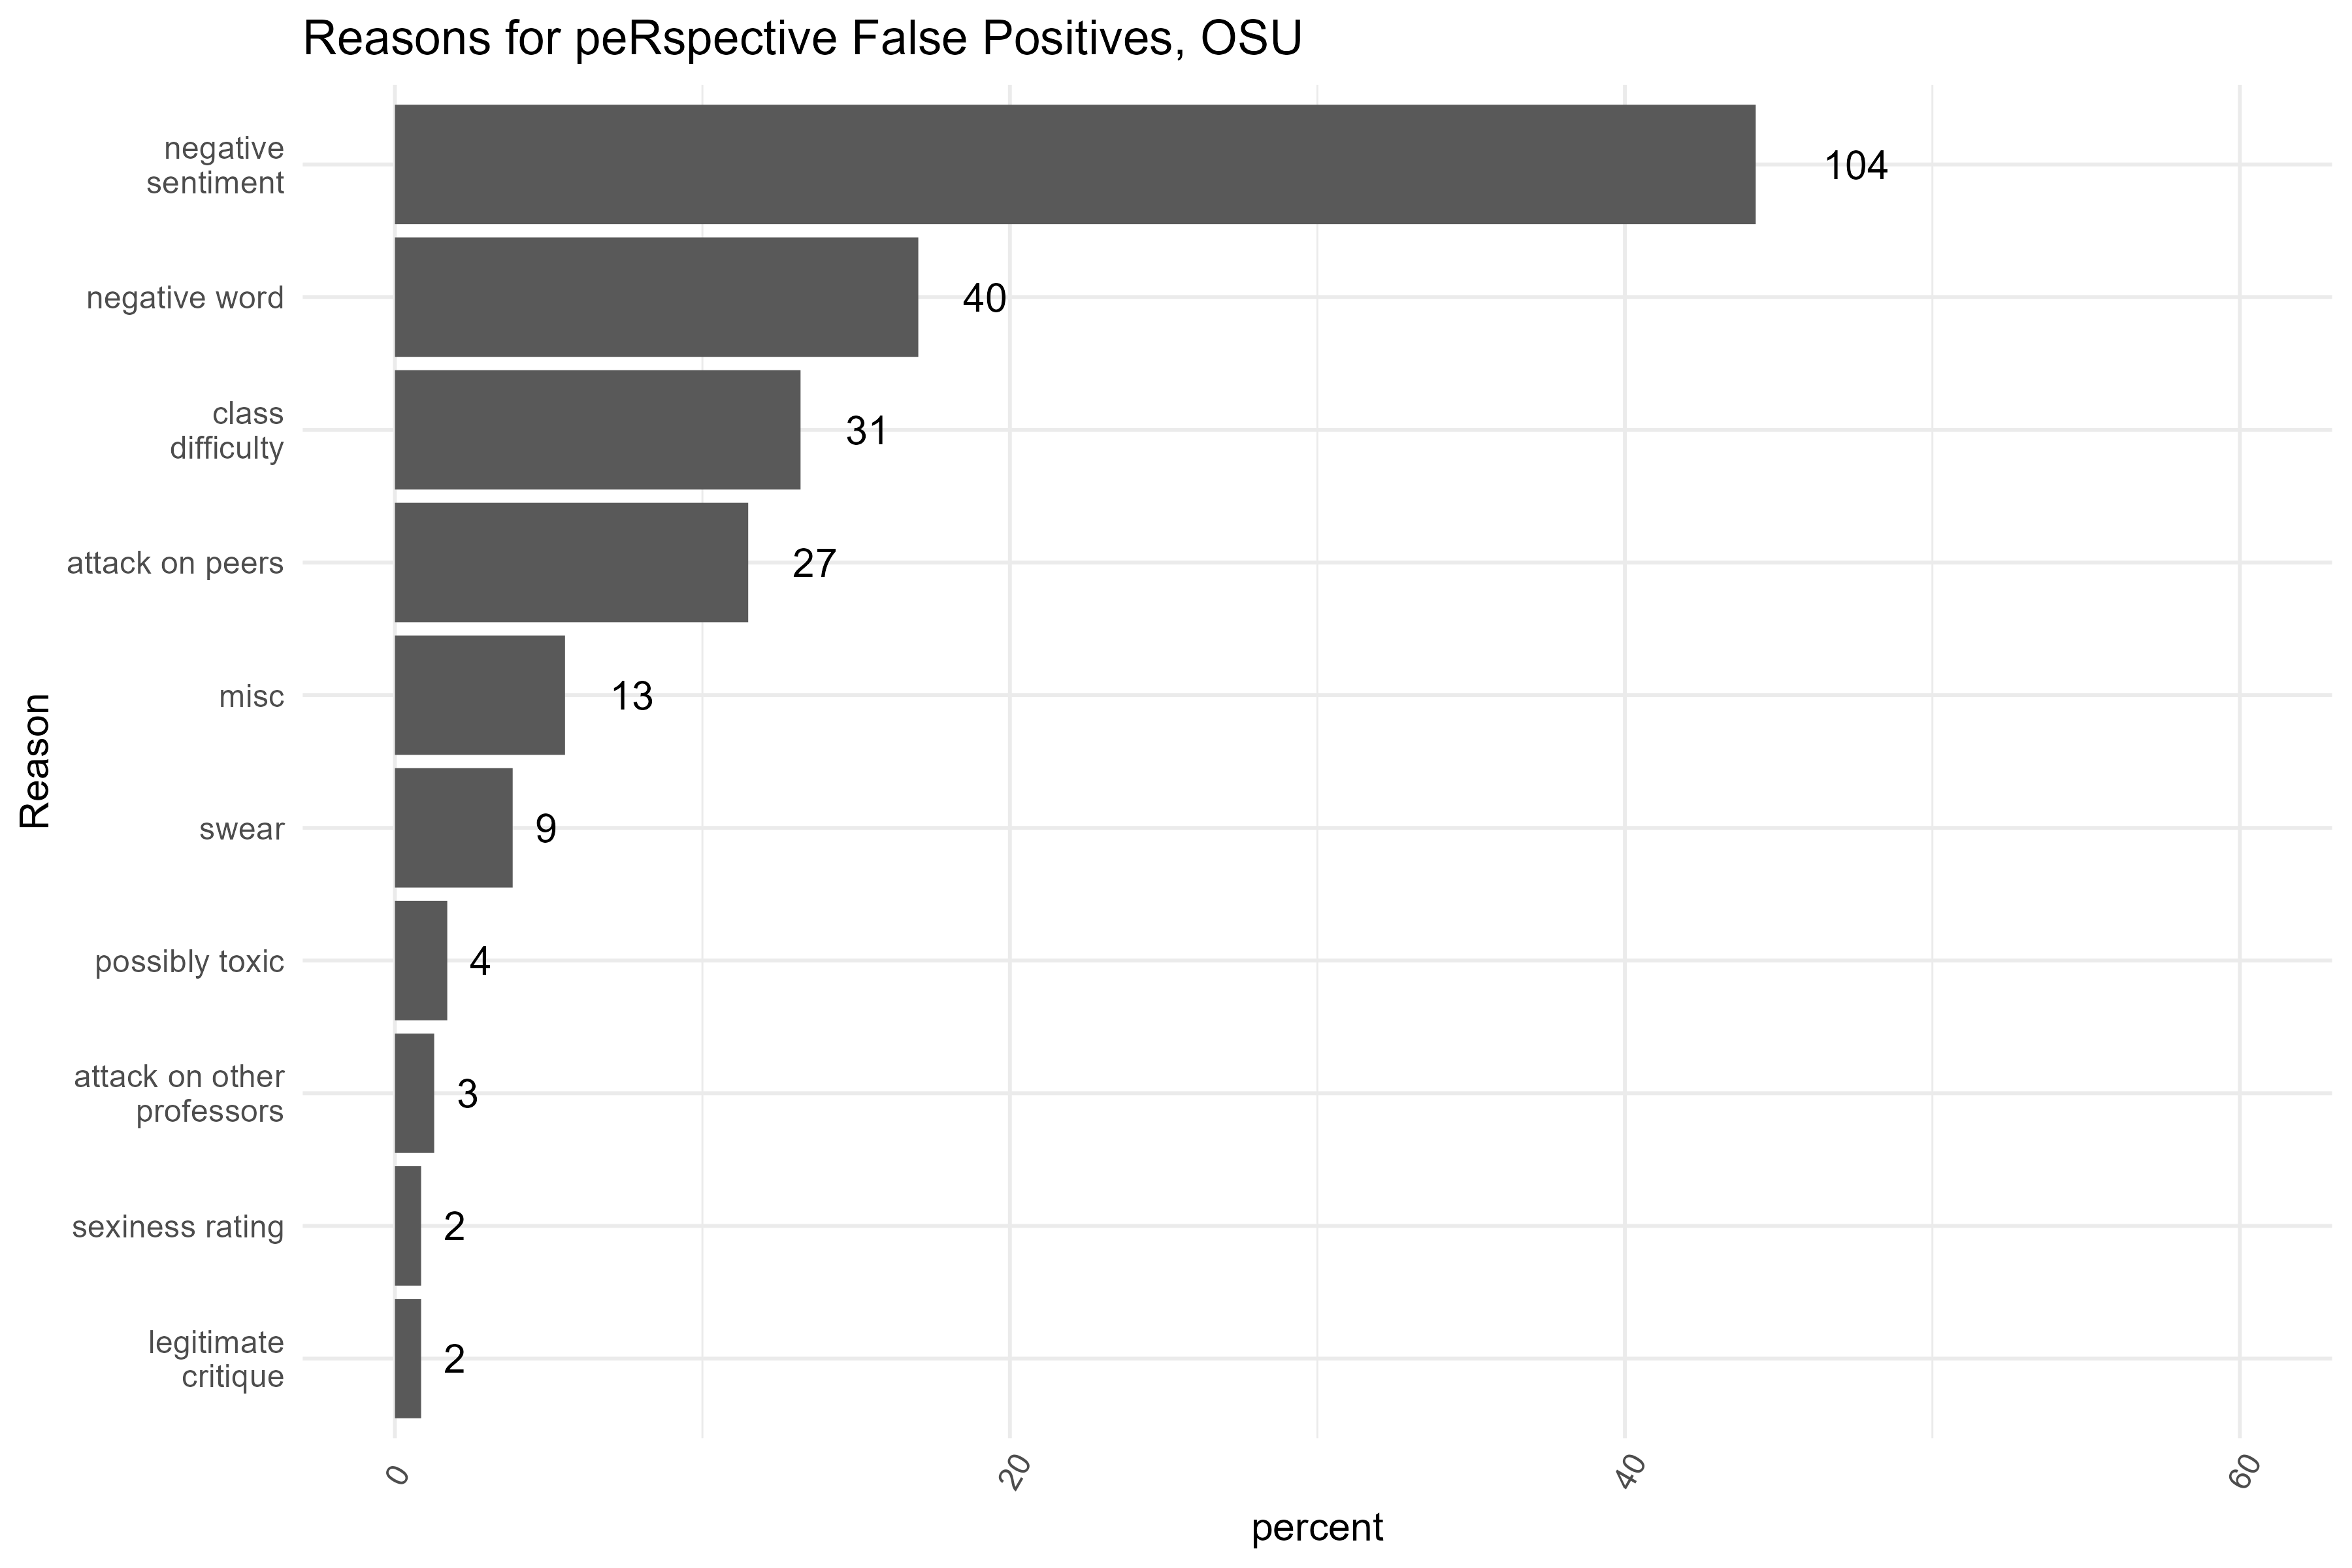 Reasons for peRspective False Positives, OSU
negative
sentiment
104
negative word
40
class
difficulty
31
attack on peers
27
misc
13
swear
9
possibly toxic
4
attack on other
professors
3
sexiness rating
2
legitimate
critique
2
Reason
0
20
40
60
percent